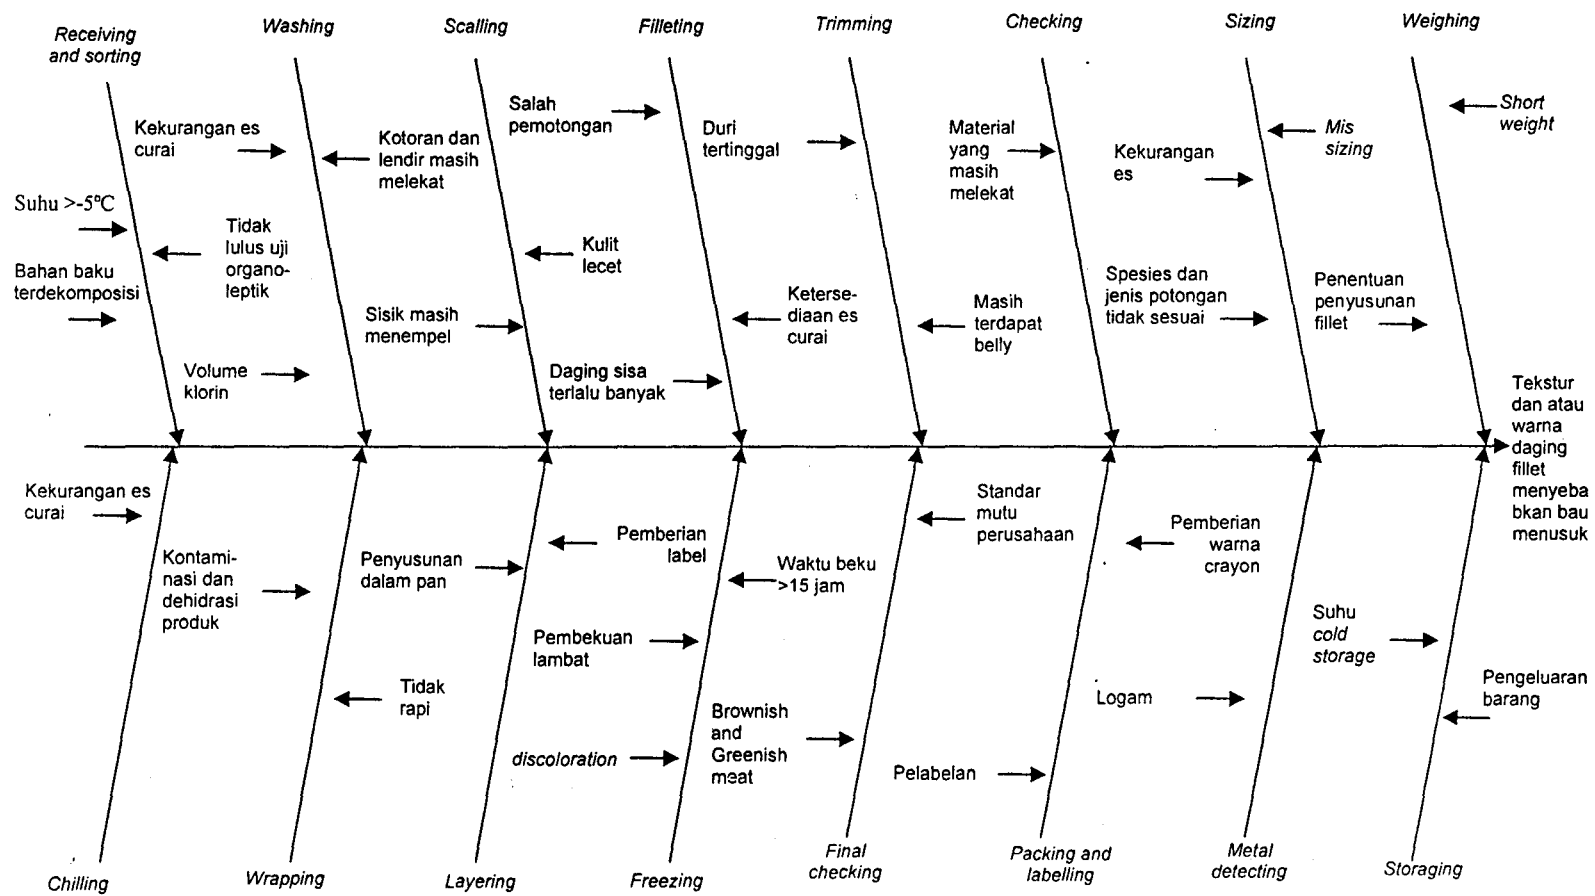 Receiving
and sorting
Washing
Scalling
Filleting
Trimming
Checking
Sizing
Weighing
Kekurangan es
curai
Suhu >-5°C
Bahan baku
terdekomposisi
Tidak
lulus uji
organo-
leptik
Kotoran dan
lendir masih
melekat
Volume
klorin
Salah
pemotongan
Kulit
lecet
Sisik masih
menempel
Duri
tertinggal
Keterse-
diaan es
curai
Daging sisa
terlalu banyak
Material
yang
masih
melekat
Masih
terdapat
belly
Kekurangan
es
Mis
sizing
Spesies dan
jenis potongan
tidak sesuai
Short
weight
Penentuan
penyusunan
fillet
Tekstur
dan atau
warna
daging
fillet
menyeba
bkan bau
menusuk
Kekurangan es
curai
Kontami-
nasi dan
dehidrasi
produk
Tidak
rapi
Penyusunan
dalam pan
Pemberian
label
Pembekuan
lambat
discoloration
Waktu beku
>15 jam
Brownish
and
Greenish
meat
Standar
mutu
perusahaan
Pelabelan
Pemberian
warna
crayon
Logam
Suhu
cold
storage
Pengeluaran
barang
Chilling
Wrapping
Layering
Freezing
Final
checking
Packing and
labelling
Metal
detecting
Storaging